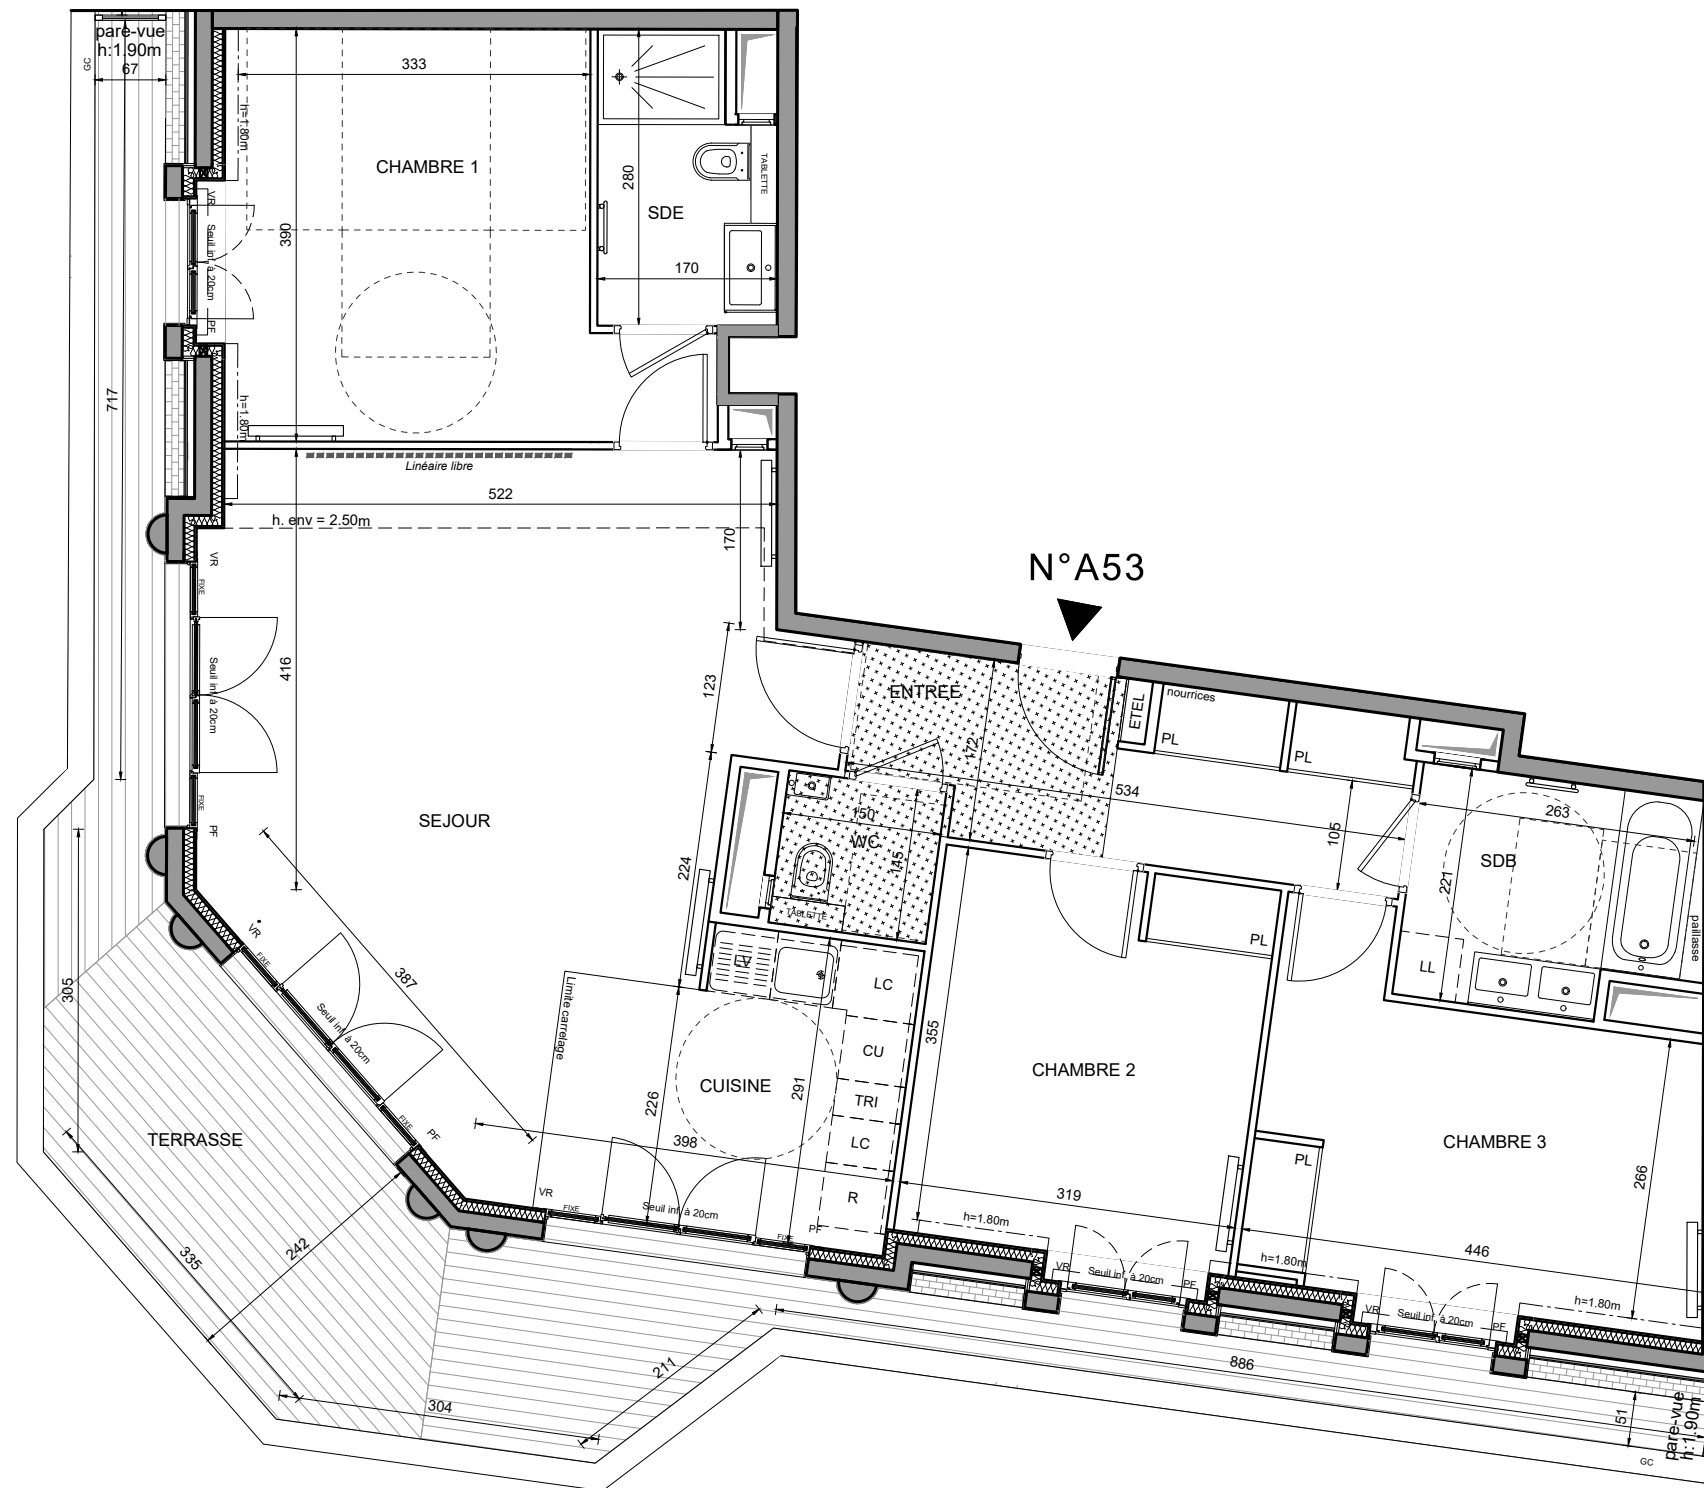 pare-vue
h:1.90m
67
GC
333
h=1.80m
CHAMBRE 1
280
TABLETTE
SDE
390
VR
Seuil inf. à 20cm
PF
170
717
h=1.80m
Linéaire libre
522
h. env = 2.50m
170
VR
FIXE
N°A53
416
Seuil inf. à 20cm
123
ENTREE
ETEL
nourrices
PL
PL
172
534
FIXE
PF
SEJOUR
150
WC
145
105
263
SDB
221
224
TABLETTE
paillasse
PL
LL
VR
FIXE
387
305
Seuil inf. à 20cm
Limite carrelage
LV
LC
355
CU
CHAMBRE 2
CUISINE
291
226
TRI
FIXE
PF
TERRASSE
398
LC
CHAMBRE 3
PL
266
R
319
VR
FIXE
Seuil inf. à 20cm
FIXE
PF
h=1.80m
446
335
242
h=1.80m
VR
Seuil inf. à 20cm
PF
h=1.80m
VR
Seuil inf. à 20cm
PF
211
886
304
51
pare-vue
h:1.90m
GC